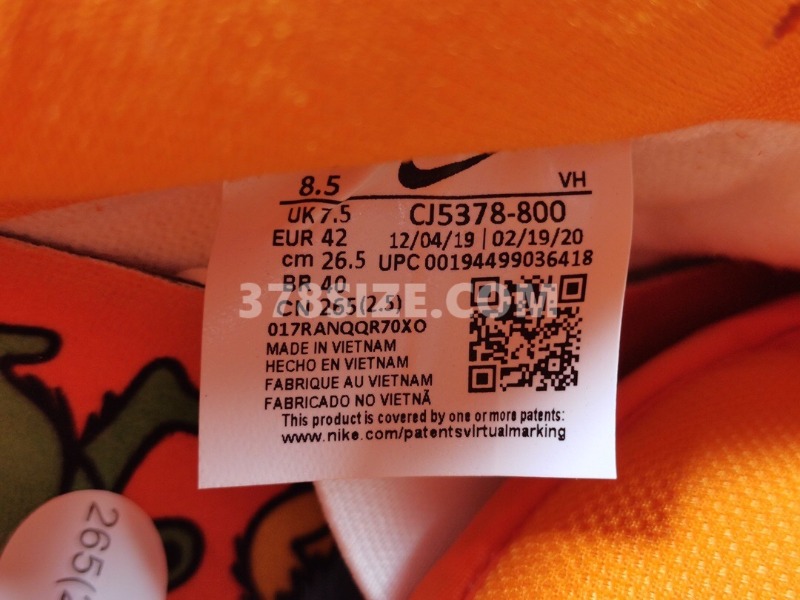 8.5 VH
UK 7.5 CJ5378-800
EUR 42 12/04/19 | 02/19/20
cm 26.5 UPC 00194499036418
BR 40
378SIZE.COM
CN 265(2.5)
017RANQQR70XO
MADE IN VIETNAM
HECHO EN VIETNAM
FABRIQUE AU VIETNAM
FABRICADO NO VIETNÃ
This product is covered by one or more patents:
www.nike.com/patentsvirtualmarking
265(2